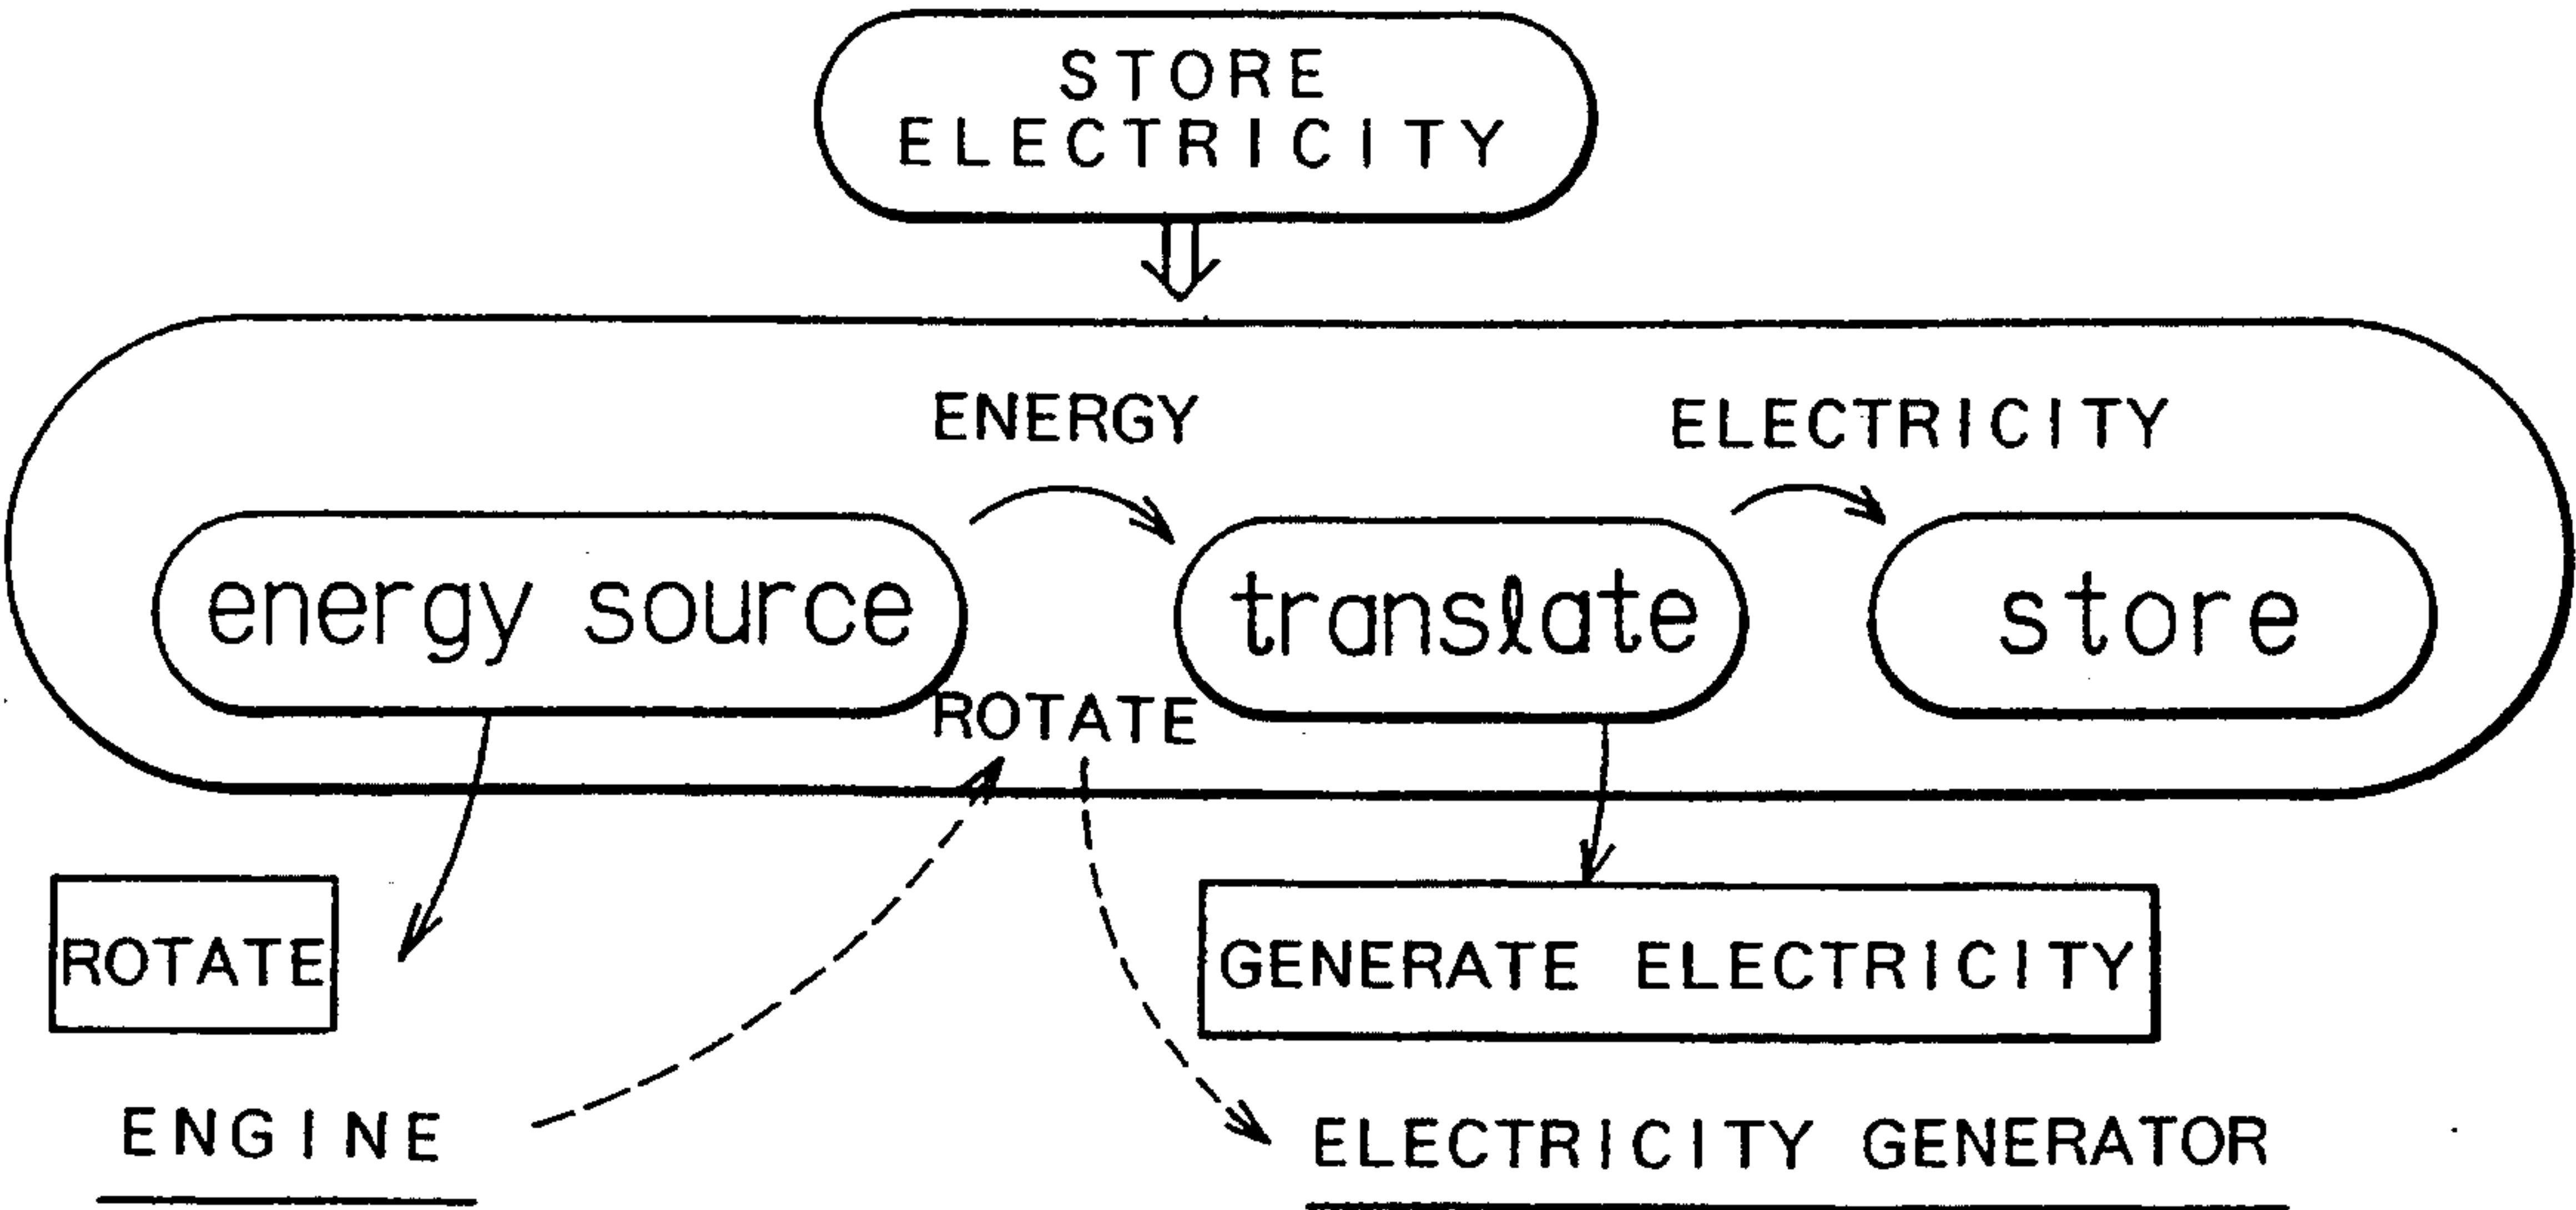 STORE
ELECTRICITY
ENERGY
ELECTRICITY
energy source
translate
store
ROTATE
ROTATE
GENERATE ELECTRICITY
ENGINE
ELECTRICITY GENERATOR